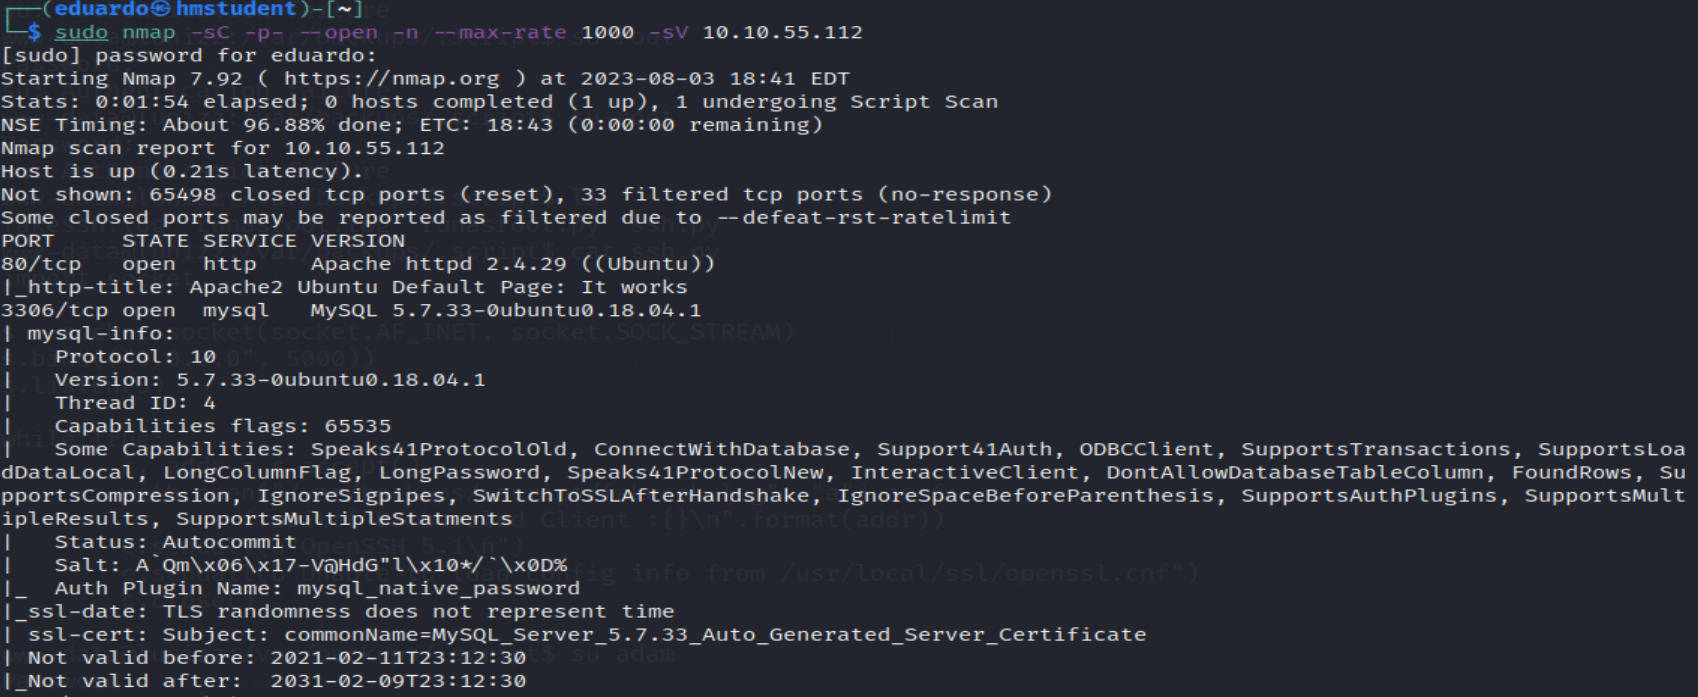 ┌──(eduardo㉿hmstudent)-[~]
└─$ sudo nmap -sC -p- --open -n --max-rate 1000 -sV 10.10.55.112
[sudo] password for eduardo:
Starting Nmap 7.92 ( https://nmap.org ) at 2023-08-03 18:41 EDT
Stats: 0:01:54 elapsed; 0 hosts completed (1 up), 1 undergoing Script Scan
NSE Timing: About 96.88% done; ETC: 18:43 (0:00:00 remaining)
Nmap scan report for 10.10.55.112
Host is up (0.21s latency).
Not shown: 65498 closed tcp ports (reset), 33 filtered tcp ports (no-response)
Some closed ports may be reported as filtered due to --defeat-rst-ratelimit
PORT     STATE SERVICE VERSION
80/tcp   open  http    Apache httpd 2.4.29 ((Ubuntu))
|_http-title: Apache2 Ubuntu Default Page: It works
3306/tcp open  mysql   MySQL 5.7.33-0ubuntu0.18.04.1
| mysql-info:
|   Protocol: 10
|   Version: 5.7.33-0ubuntu0.18.04.1
|   Thread ID: 4
|   Capabilities flags: 65535
|   Some Capabilities: Speaks41ProtocolOld, ConnectWithDatabase, Support41Auth, ODBCClient, SupportsTransactions, SupportsLoa
dDataLocal, LongColumnFlag, LongPassword, Speaks41ProtocolNew, InteractiveClient, DontAllowDatabaseTableColumn, FoundRows, Su
pportsCompression, IgnoreSigpipes, SwitchToSSLAfterHandshake, IgnoreSpaceBeforeParenthesis, SupportsAuthPlugins, SupportsMult
ipleResults, SupportsMultipleStatments
|   Status: Autocommit
|   Salt: A`Qm\x06\x17-V@HdG"l\x10*/`\x0D%
|_  Auth Plugin Name: mysql_native_password
|_ssl-date: TLS randomness does not represent time
| ssl-cert: Subject: commonName=MySQL_Server_5.7.33_Auto_Generated_Server_Certificate
| Not valid before: 2021-02-11T23:12:30
|_Not valid after:  2031-02-09T23:12:30